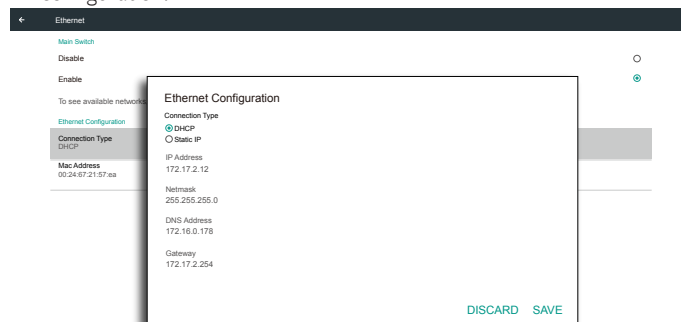 Ethernet
Main Switch
Disable
Enable
To see available networks
Ethernet Configuration
Connection Type
DHCP
Mac Address
00:24:67:21:57:ea
Ethernet Configuration
Connection Type
DHCP
Static IP
IP Address
172.17.2.12
Netmask
255.255.255.0
DNS Address
172.16.0.178
Gateway
172.17.2.254
DISCARD SAVE